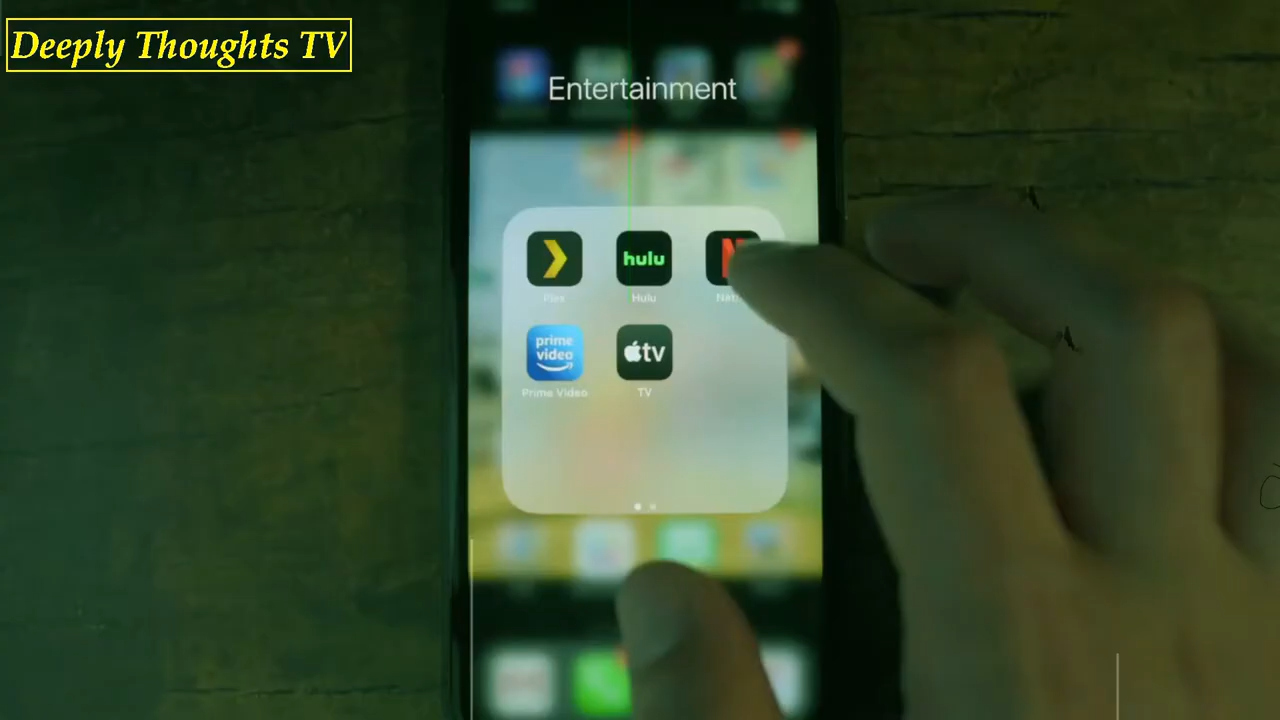 Deeply Thoughts TV
Entertainment
hulu
N
Plex
Hulu
prime
video
tv
Prime Video
TV